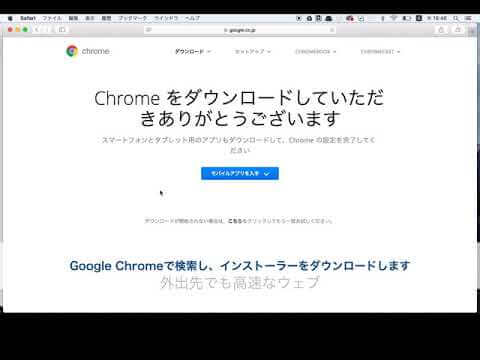 Safari ファイル 編集 表示 履歴 ブックマーク ウインドウ ヘルプ
google.co.jp
chrome ダウンロード セットアップ CHROMEBOOK CHROMECAST
Chrome をダウンロードしていただ
きありがとうございます
スマートフォンとタブレット用のアプリもダウンロードして、Chrome の設定を完了してく
ださい
モバイルアプリを入手
ダウンロードが開始されない場合は、こちらをクリックしてもう一度お試しください。
Google Chromeで検索し、インストーラーをダウンロードします
外出先でも高速なウェブ